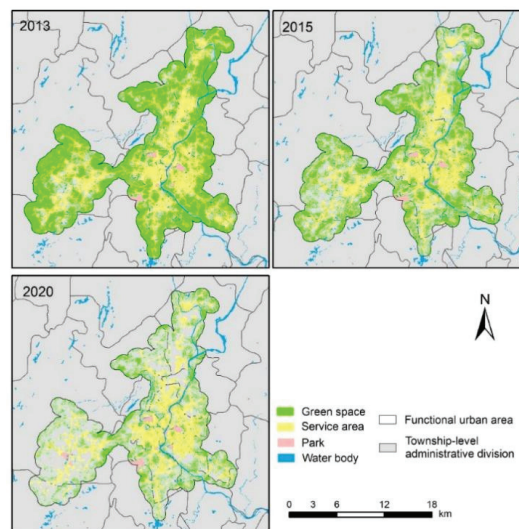 2013
2015
2020
N
Green space
Service area
Park
Water body
Functional urban area
Township-level
administrative division
0 3 6 12 18
km